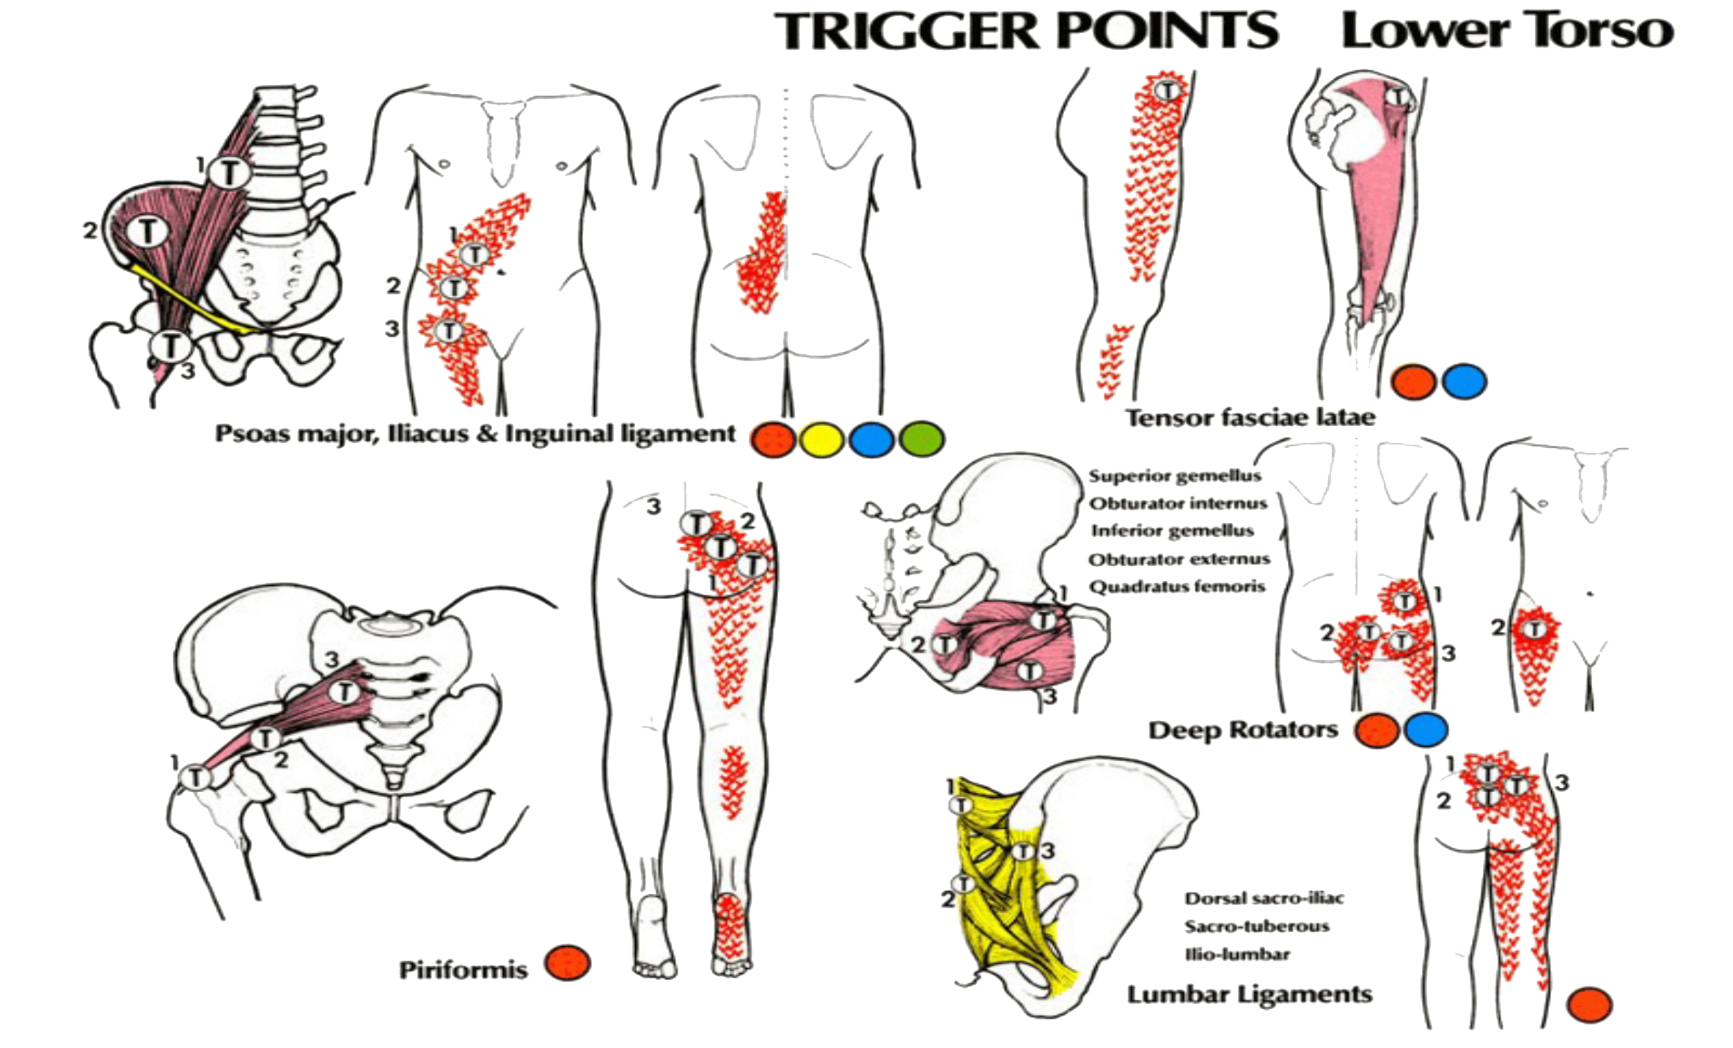 TRIGGER POINTS Lower Torso
1
T
2
T
T
3
1
T
2
T
3
T
Psoas major, Iliacus & Inguinal ligament
T
T
Tensor fasciae latae
3
T
2
T
T
1
3
T
T
2
1
T
Piriformis
Superior gemellus
Obturator internus
Inferior gemellus
Obturator externus
Quadratus femoris
1
T
2
T
T
3
T
1
2
T
T
3
2
T
Deep Rotators
1
T
T
3
T
2
Dorsal sacro-iliac
Sacro-tuberous
Ilio-lumbar
Lumbar Ligaments
1
T
T
3
2
T